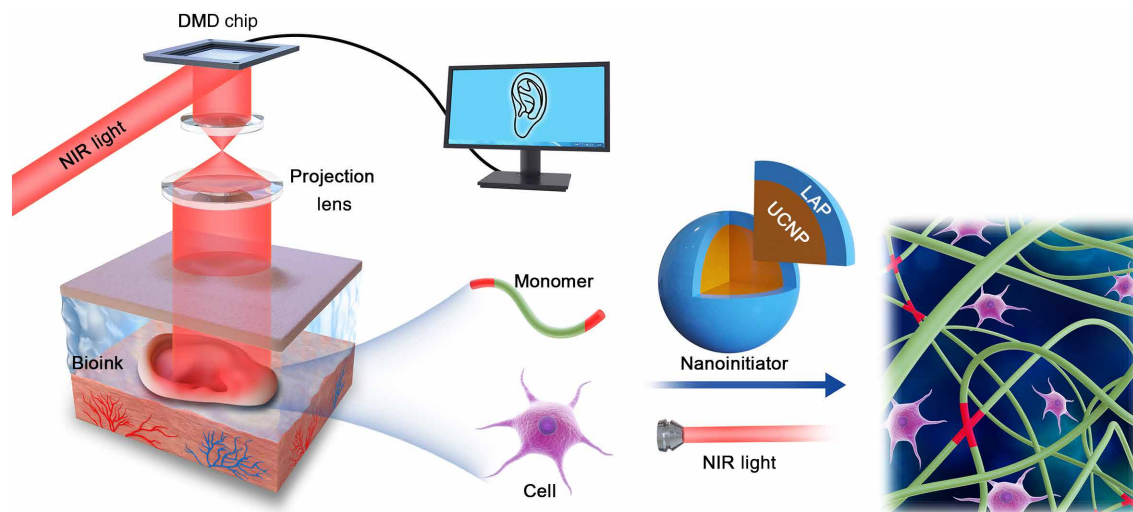 DMD chip
NIR light
Projection
lens
Bioink
Monomer
Cell
LAP
UCNP
Nanoinitiator
NIR light